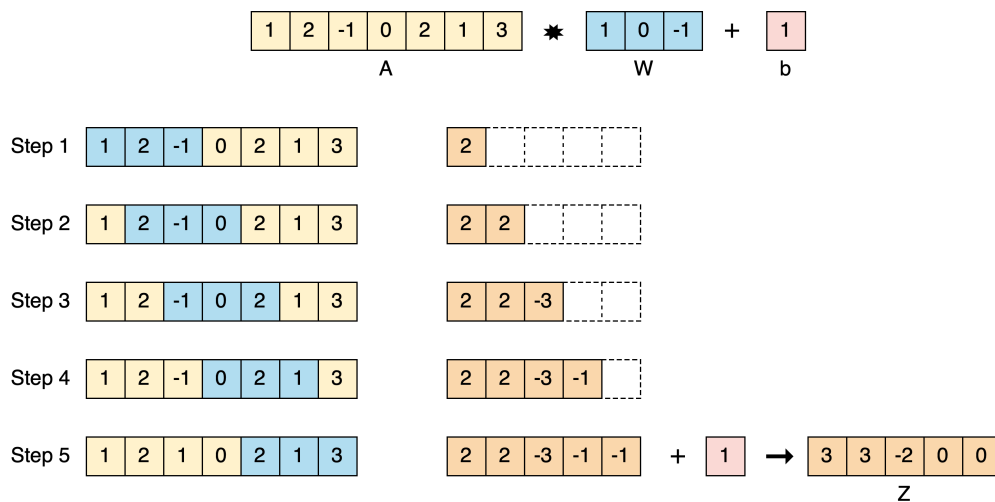 1 2 -1 0 2 1 3 * 1 0 -1 + 1
A W b
Step 1 1 2 -1 0 2 1 3 2
Step 2 1 2 -1 0 2 1 3 2 2
Step 3 1 2 -1 0 2 1 3 2 2 -3
Step 4 1 2 -1 0 2 1 3 2 2 -3 -1
Step 5 1 2 1 0 2 1 3 2 2 -3 -1 -1 + 1 → 3 3 -2 0 0
Z